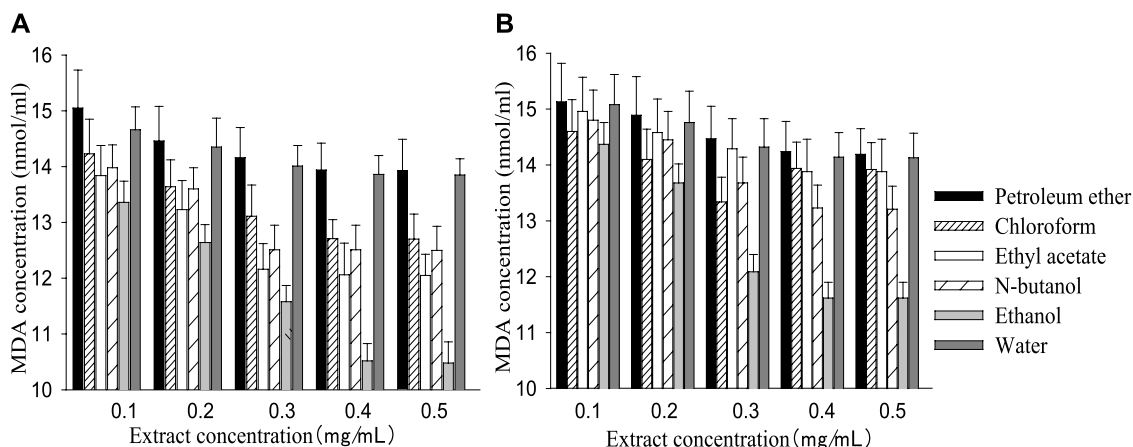 A
MDA concentration (nmol/ml)
16
15
14
13
12
11
10
0.1 0.2 0.3 0.4 0.5
Extract concentration(mg/mL)
B
MDA concentration (nmol/ml)
16
15
14
13
12
11
10
0.1 0.2 0.3 0.4 0.5
Extract concentration(mg/mL)
Petroleum ether
Chloroform
Ethyl acetate
N-butanol
Ethanol
Water